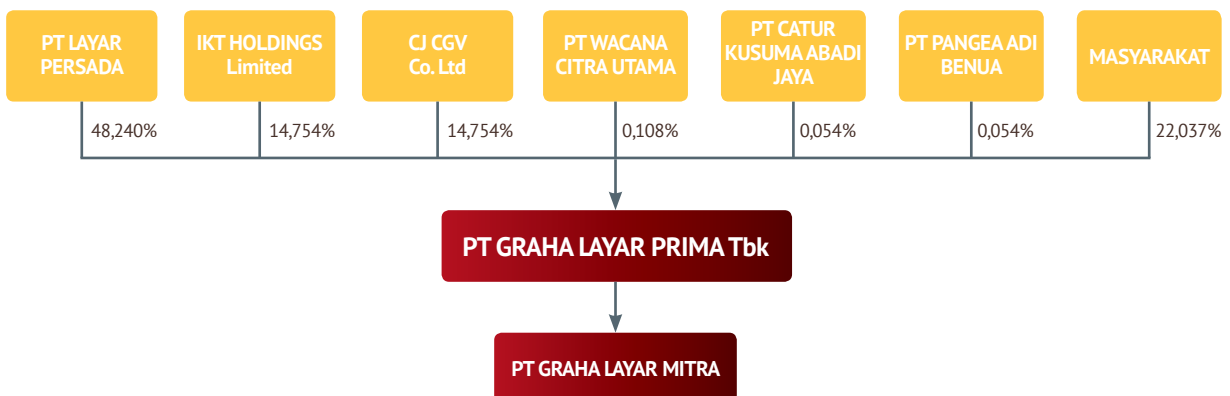 PT LAYAR
PERSADA
IKT HOLDINGS
Limited
CJ CGV
Co. Ltd
PT WACANA
CITRA UTAMA
PT CATUR
KUSUMA ABADI
JAYA
PT PANGEA ADI
BENUA
MASYARAKAT
48,240%
14,754%
14,754%
0,108%
0,054%
0,054%
22,037%
PT GRAHA LAYAR PRIMA Tbk
PT GRAHA LAYAR MITRA